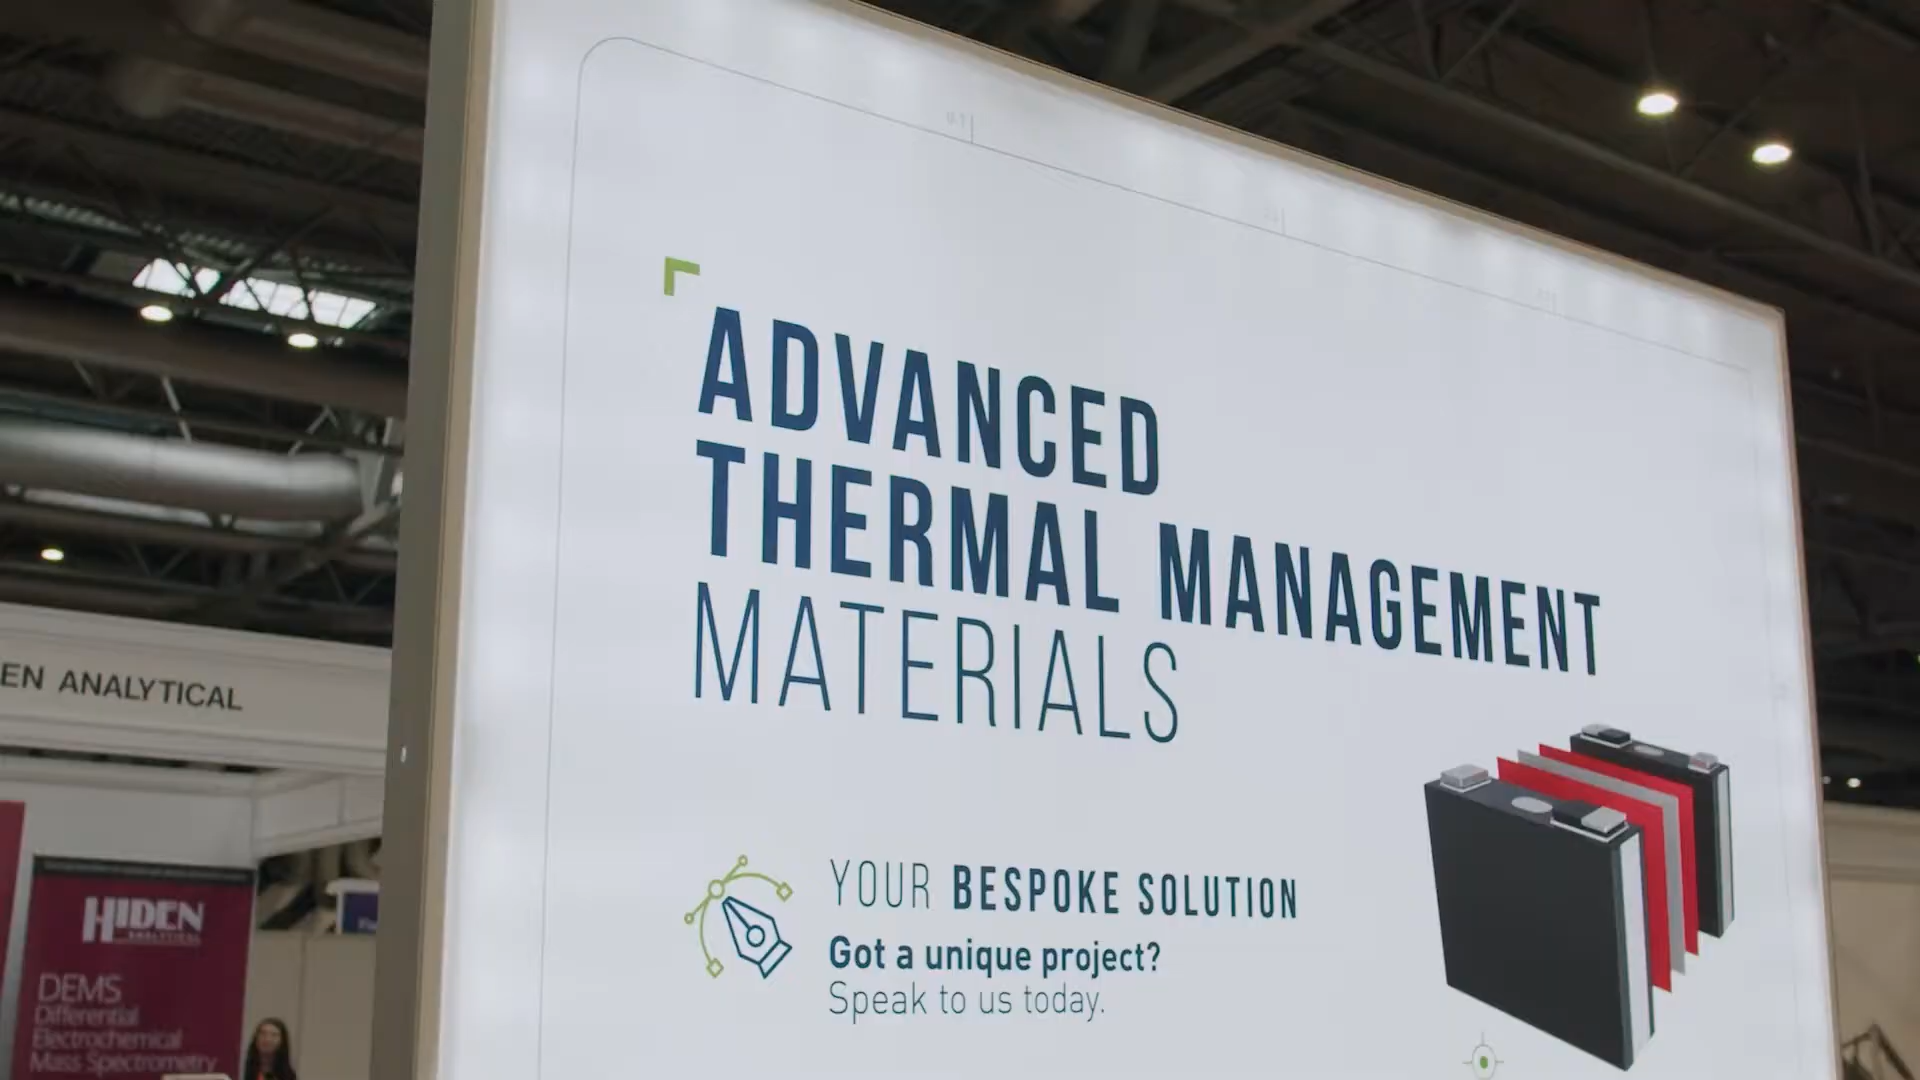 ADVANCED
THERMAL MANAGEMENT
MATERIALS
YOUR BESPOKE SOLUTION
Got a unique project?
Speak to us today.
EN ANALYTICAL
HIDEN
ANALYTICAL
DEMS
Differential
Electrochemical
Mass Spectrometry